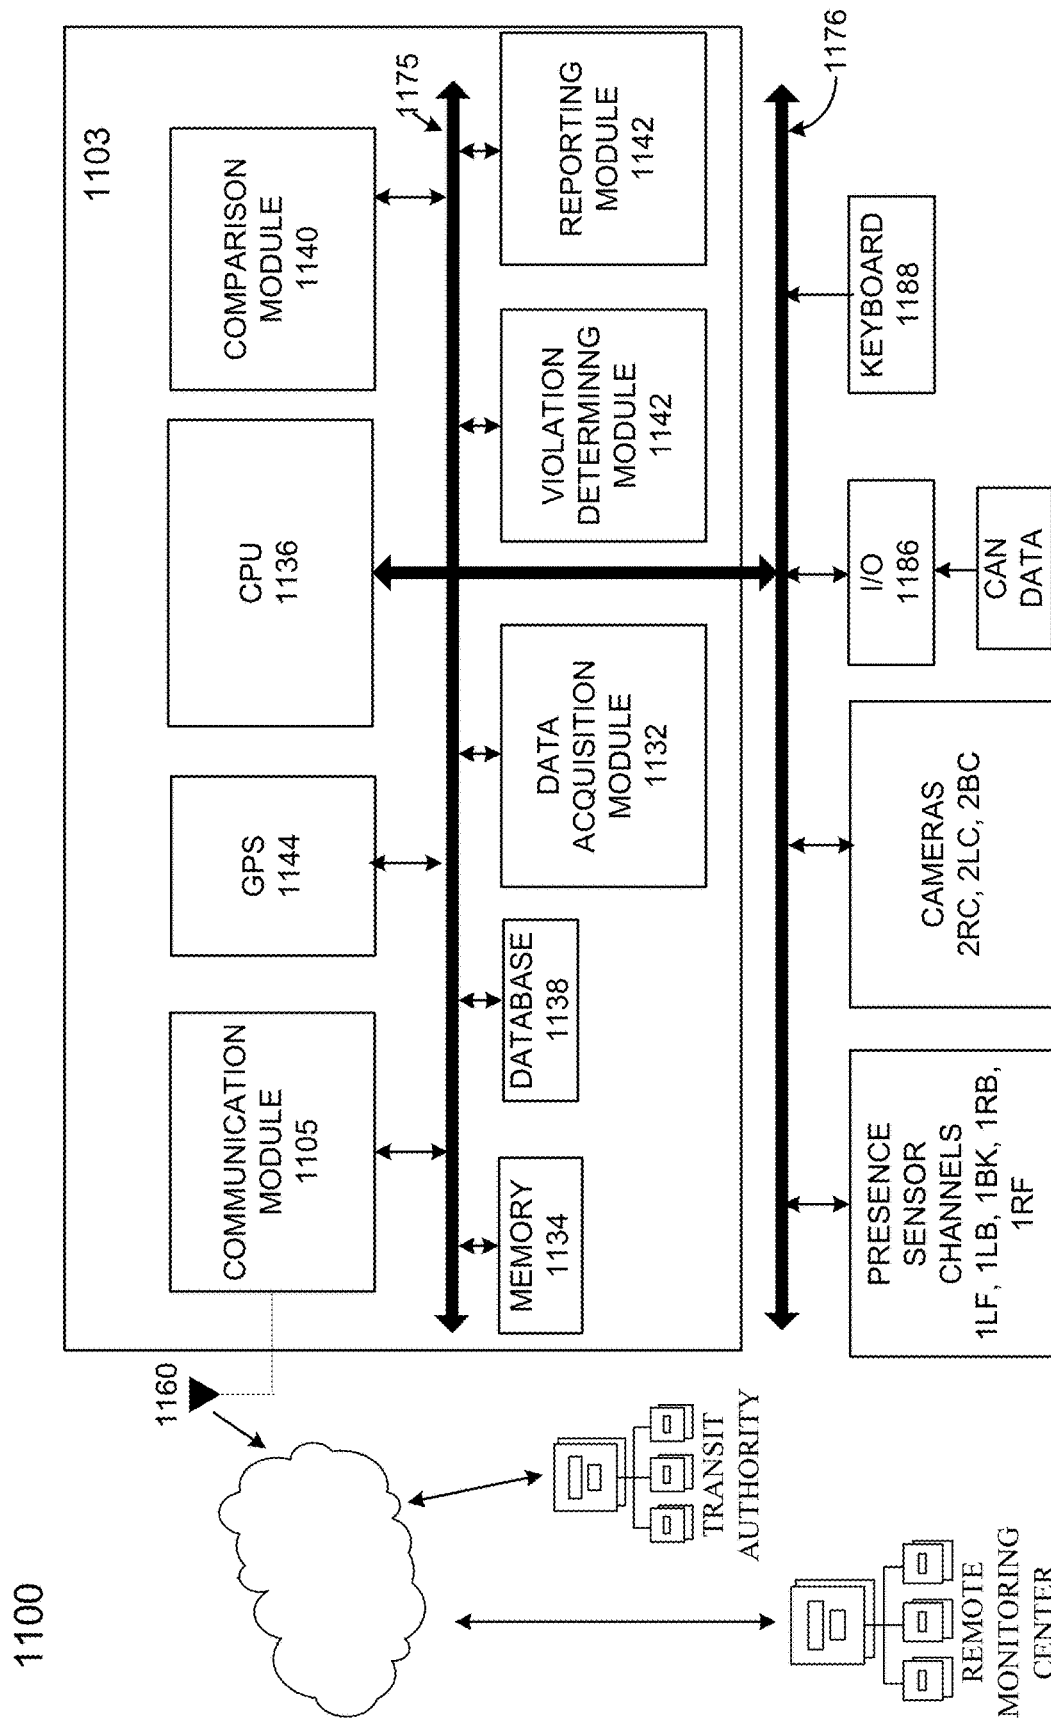 1100
1160
TRANSIT
AUTHORITY
REMOTE
MONITORING
CENTER
1103
COMMUNICATION
MODULE
1105
GPS
1144
CPU
1136
COMPARISON
MODULE
1140
1175
MEMORY
1134
DATABASE
1138
DATA
ACQUISITION
MODULE
1132
VIOLATION
DETERMINNG
MODULE
1142
REPORTING
MODULE
1142
1176
PRESENCE
SENSOR
CHANNELS
1LF, 1LB, 1BK, 1RB,
1RF
CAMERAS
2RC, 2LC, 2BC
I/O
1186
CAN
DATA
KEYBOARD
1188